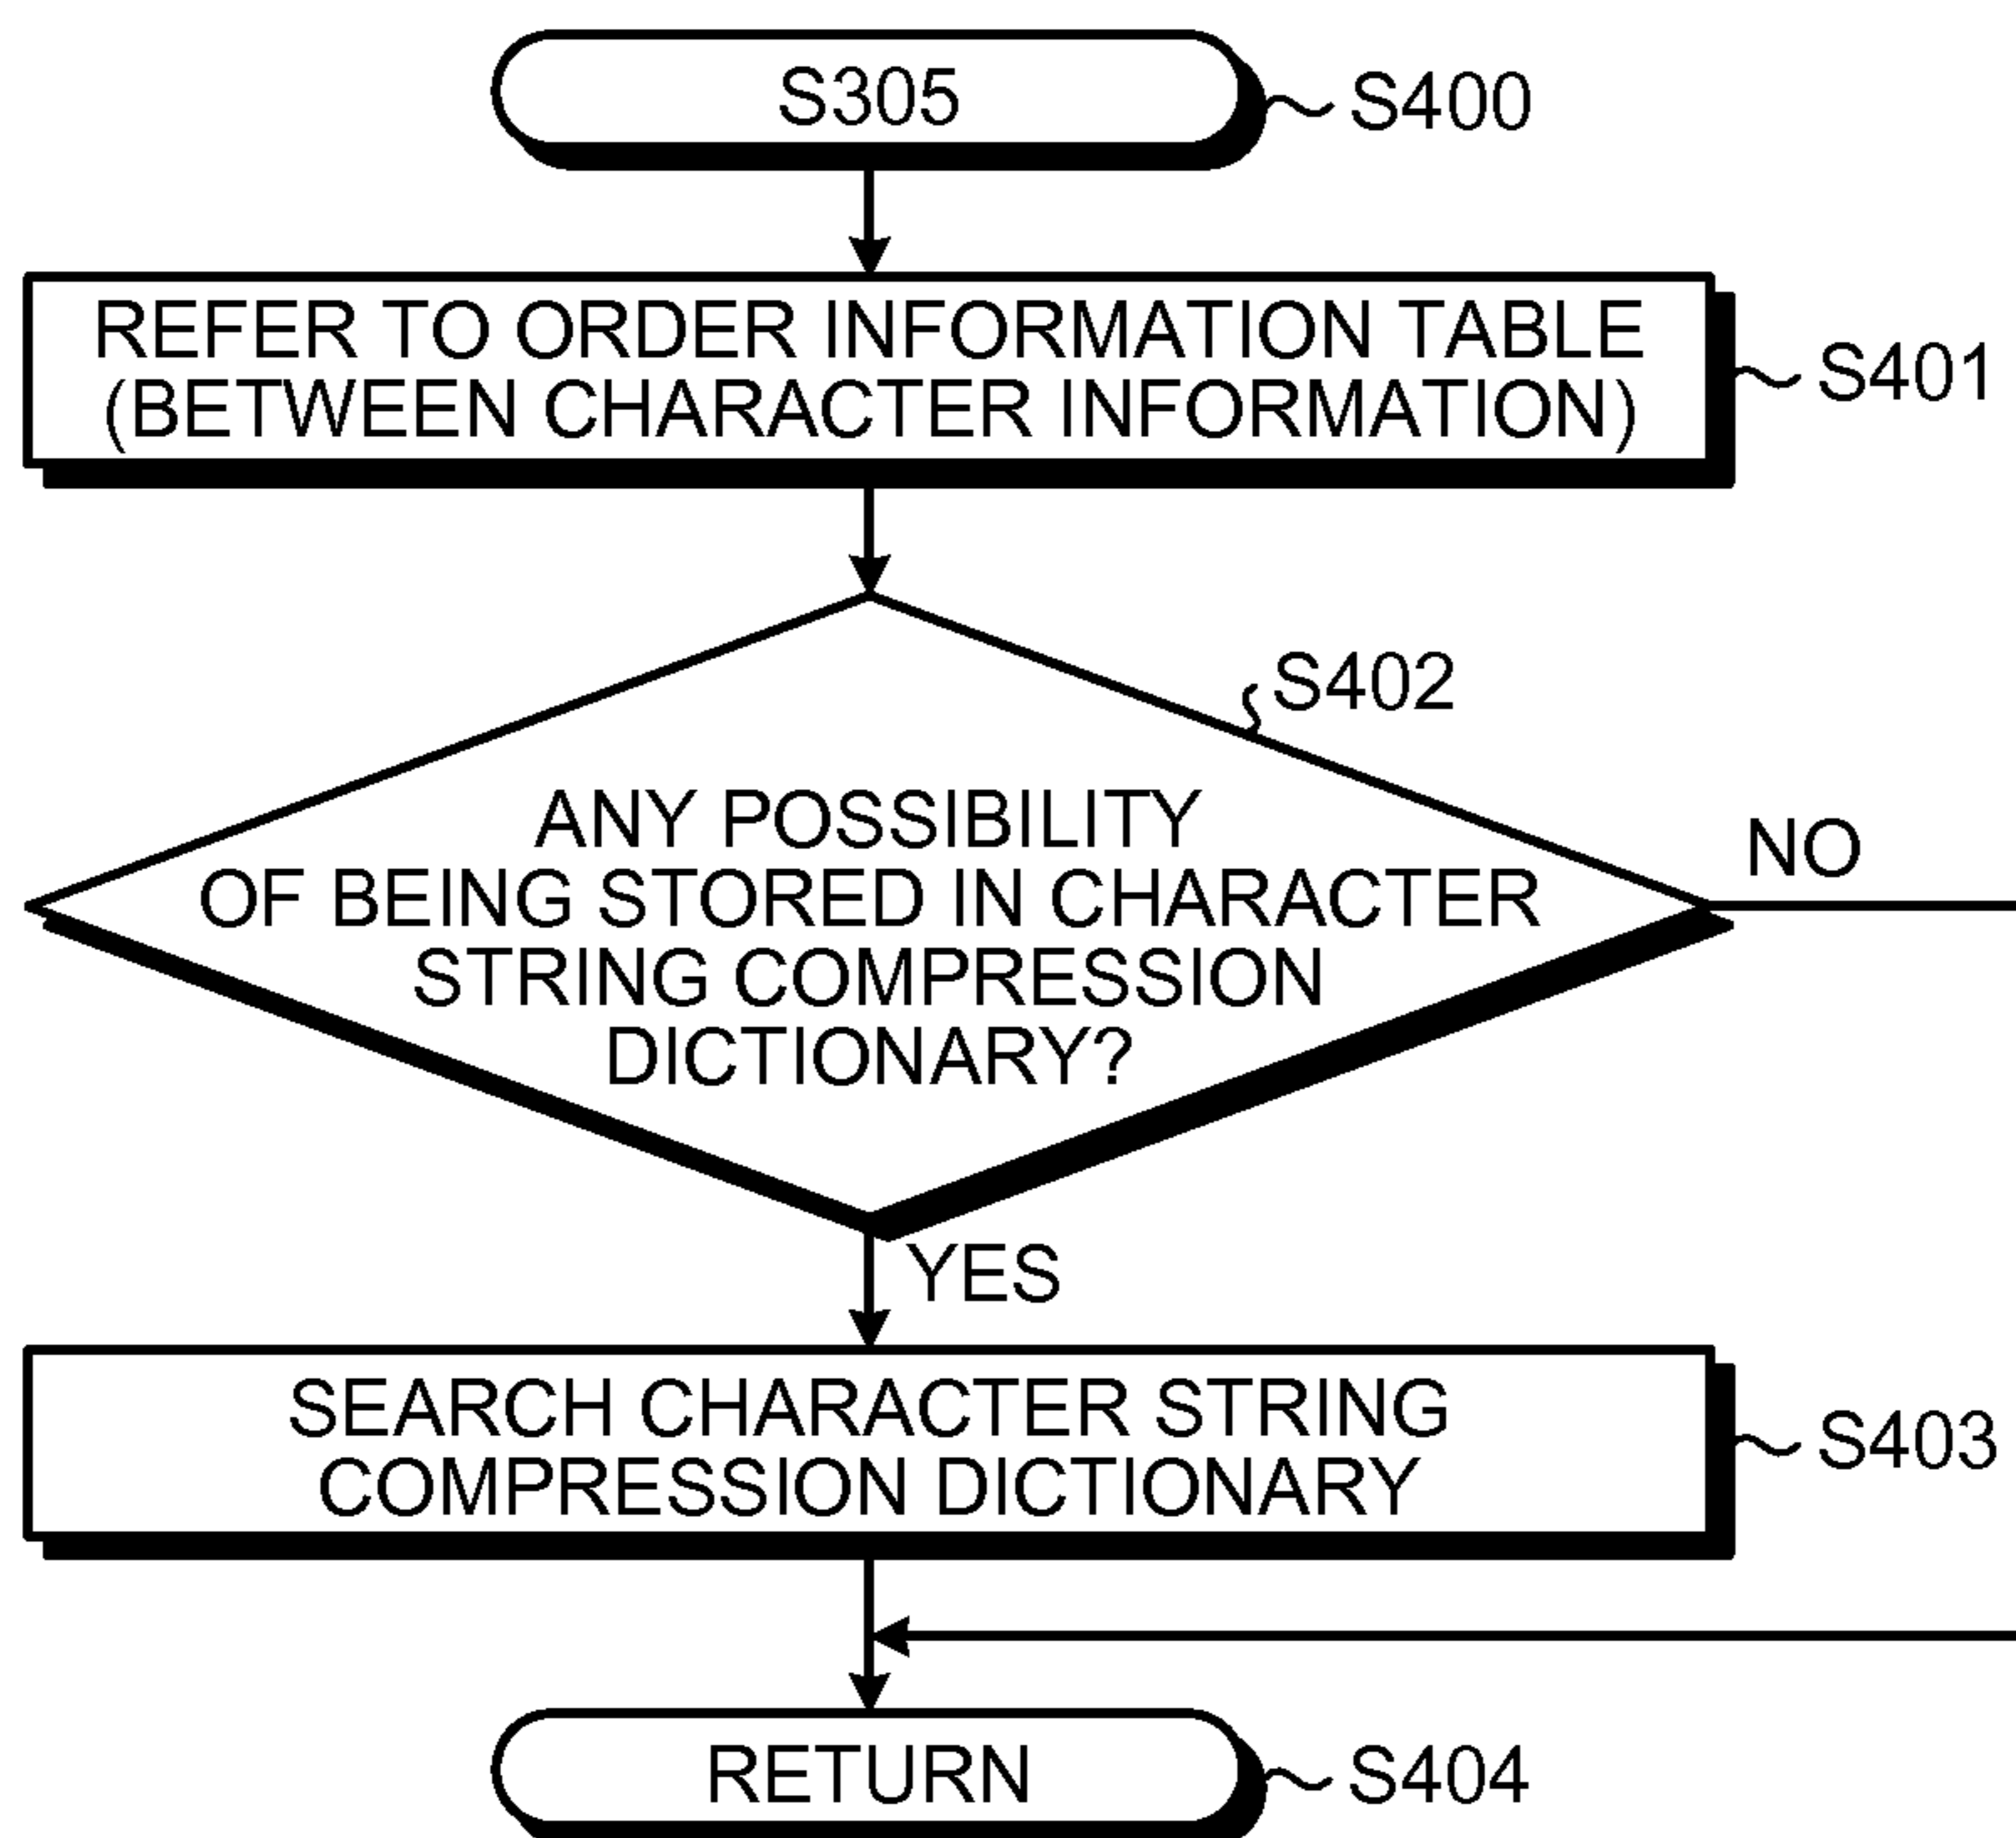 S305
S400
REFER TO ORDER INFORMATION TABLE
(BETWEEN CHARACTER INFORMATION)
S401
S402
ANY POSSIBILITY
OF BEING STORED IN CHARACTER
STRING COMPRESSION
DICTIONARY?
NO
YES
SEARCH CHARACTER STRING
COMPRESSION DICTIONARY
S403
RETURN
S404